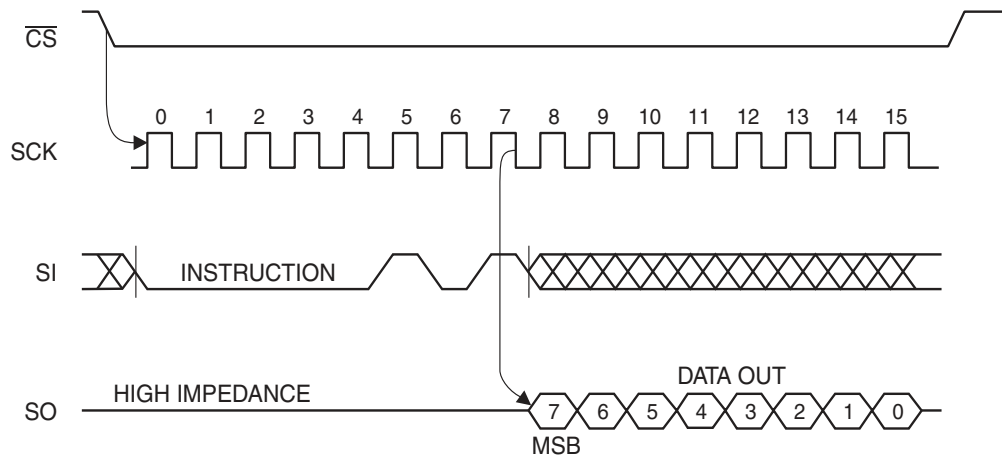 C̅S̅
0 1 2 3 4 5 6 7 8 9 10 11 12 13 14 15
SCK
SI INSTRUCTION
HIGH IMPEDANCE DATA OUT
SO 7 6 5 4 3 2 1 0
MSB